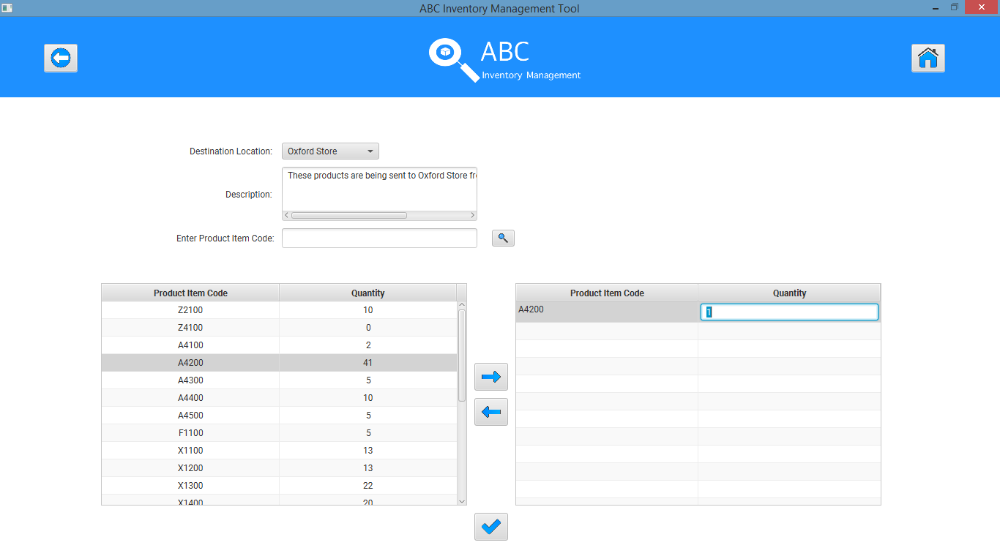 ABC Inventory Management Tool
ABC
Inventory Management
Destination Location: Oxford Store
Description: These products are being sent to Oxford Store fr
Enter Product Item Code:
Product Item Code Quantity
Z2100 10
Z4100 0
A4100 2
A4200 41
A4300 5
A4400 10
A4500 5
F1100 5
X1100 13
X1200 13
X1300 22
X1400 20
Product Item Code Quantity
A4200 1